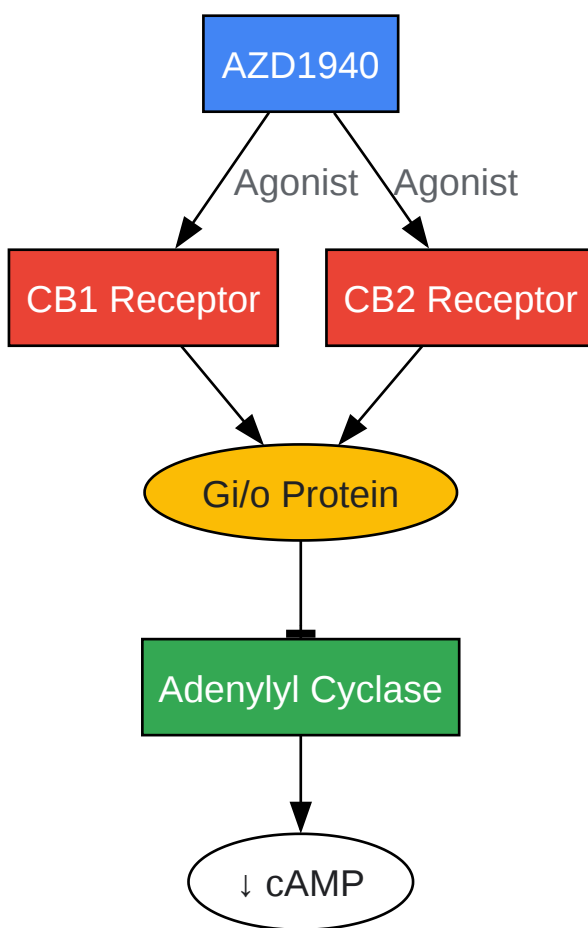 AZD1940
Agonist
Agonist
CB1 Receptor
CB2 Receptor
Gi/o Protein
Adenylyl Cyclase
↓ cAMP